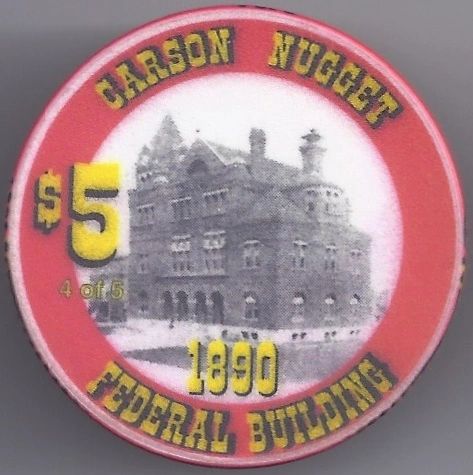 CARSON NUGGET
$5
4 of 5
1890
FEDERAL BUILDING